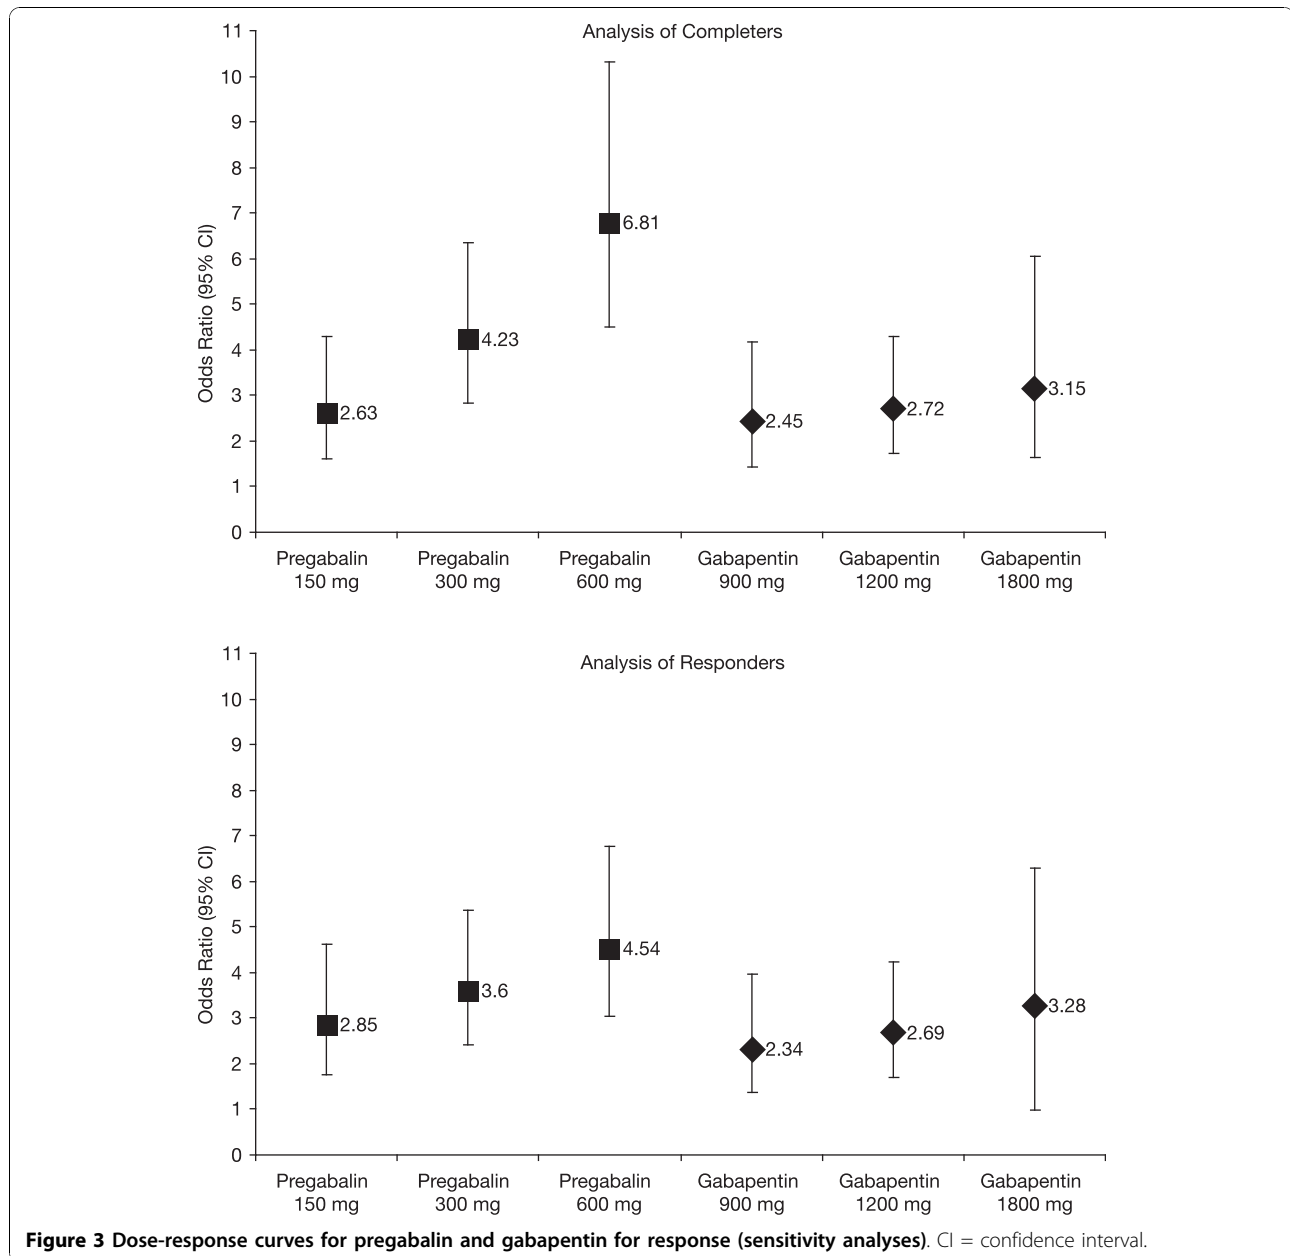 Analysis of Completers
Odds Ratio (95% CI)
11
10
9
8
7
6
5
4
3
2
1
0
2.63
4.23
6.81
2.45
2.72
3.15
Pregabalin
150 mg
Pregabalin
300 mg
Pregabalin
600 mg
Gabapentin
900 mg
Gabapentin
1200 mg
Gabapentin
1800 mg
Analysis of Responders
Odds Ratio (95% CI)
11
10
9
8
7
6
5
4
3
2
1
0
2.85
3.6
4.54
2.34
2.69
3.28
Pregabalin
150 mg
Pregabalin
300 mg
Pregabalin
600 mg
Gabapentin
900 mg
Gabapentin
1200 mg
Gabapentin
1800 mg
Figure 3 Dose-response curves for pregabalin and gabapentin for response (sensitivity analyses). CI = confidence interval.